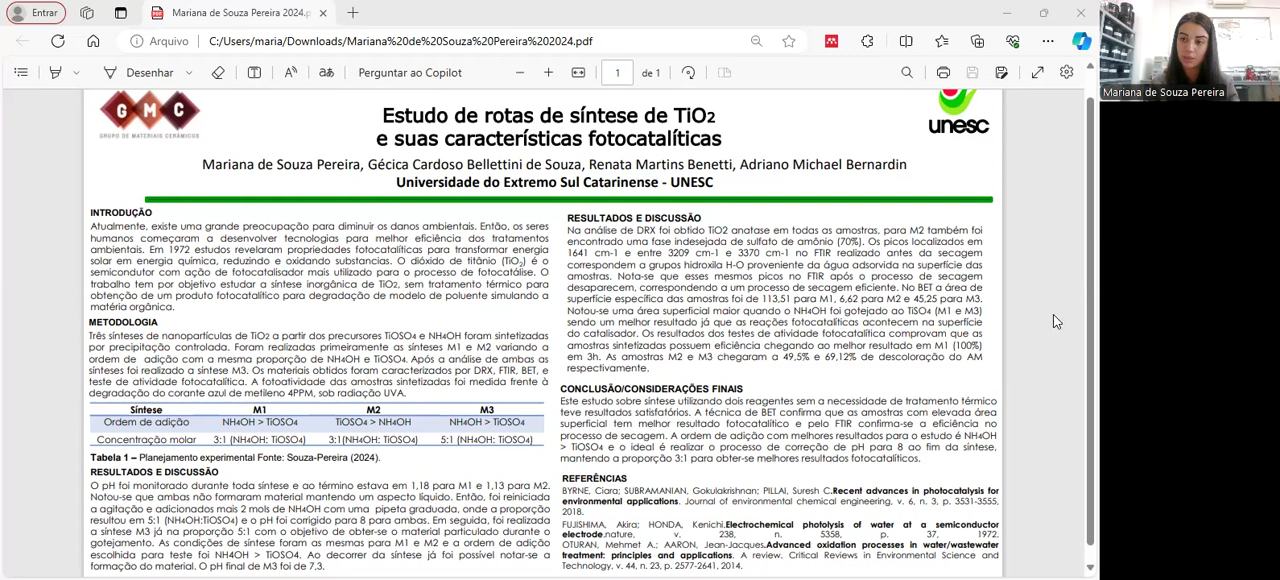 Entrar
Mariana de Souza Pereira 2024.p
Arquivo
C:/Users/maria/Downloads/Mariana%20de%20Souza%20Pereira%202024.pdf
Desenhar
Perguntar ao Copilot
1
de 1
Mariana de Souza Pereira
GMC
GRUPO DE MATERIAIS CERÂMICOS
unesc
Estudo de rotas de síntese de TiO2
e suas características fotocatalíticas
Mariana de Souza Pereira, Gécica Cardoso Bellettini de Souza, Renata Martins Benetti, Adriano Michael Bernardin
Universidade do Extremo Sul Catarinense - UNESC
INTRODUÇÃO
Atualmente, existe uma grande preocupação para diminuir os danos ambientais. Então, os seres
humanos começaram a desenvolver tecnologias para melhor eficiência dos tratamentos
ambientais. Em 1972 estudos revelaram propriedades fotocatalíticas para transformar energia
solar em energia química, reduzindo e oxidando substancias. O dióxido de titânio (TiO2) é o
semicondutor com ação de fotocatalisador mais utilizado para o processo de fotocatálise. O
trabalho tem por objetivo estudar a síntese inorgânica de TiO2, sem tratamento térmico para
obtenção de um produto fotocatalítico para degradação de modelo de poluente simulando a
matéria orgânica.
METODOLOGIA
Três sínteses de nanopartículas de TiO2 a partir dos precursores TiOSO4 e NH4OH foram sintetizadas
por precipitação controlada. Foram realizadas primeiramente as sínteses M1 e M2 variando a
ordem de adição com a mesma proporção de NH4OH e TiOSO4. Após a análise de ambas as
sínteses foi realizado a síntese M3. Os materiais obtidos foram caracterizados por DRX, FTIR, BET, e
teste de atividade fotocatalítica. A fotoatividade das amostras sintetizadas foi medida frente à
degradação do corante azul de metileno 4PPM, sob radiação UVA.
Síntese M1 M2 M3
Ordem de adição NH4OH > TiOSO4 TiOSO4 > NH4OH NH4OH > TiOSO4
Concentração molar 3:1 (NH4OH: TiOSO4) 3:1(NH4OH: TiOSO4) 5:1 (NH4OH: TiOSO4)
Tabela 1 – Planejamento experimental Fonte: Souza-Pereira (2024).
RESULTADOS E DISCUSSÃO
O pH foi monitorado durante toda síntese e ao término estava em 1,18 para M1 e 1,13 para M2.
Notou-se que ambas não formaram material mantendo um aspecto líquido. Então, foi reiniciada
a agitação e adicionados mais 2 mols de NH4OH com uma pipeta graduada, onde a proporção
resultou em 5:1 (NH4OH:TiOSO4) e o pH foi corrigido para 8 para ambas. Em seguida, foi realizada
a síntese M3 já na proporção 5:1 com o objetivo de obter-se o material particulado durante o
gotejamento. As condições de síntese foram as mesmas para M1 e M2 e a ordem de adição
escolhida para teste foi NH4OH > TiOSO4. Ao decorrer da síntese já foi possível notar-se a
formação do material. O pH final de M3 foi de 7,3.
RESULTADOS E DISCUSSÃO
Na análise de DRX foi obtido TiO2 anatase em todas as amostras, para M2 também foi
encontrado uma fase indesejada de sulfato de amônio (70%). Os picos localizados em
1641 cm-1 e entre 3209 cm-1 e 3370 cm-1 no FTIR realizado antes da secagem
correspondem a grupos hidroxila H-O proveniente da água adsorvida na superfície das
amostras. Nota-se que esses mesmos picos no FTIR após o processo de secagem
desaparecem, correspondendo a um processo de secagem eficiente. No BET a área de
superfície específica das amostras foi de 113,51 para M1, 6,62 para M2 e 45,25 para M3.
Notou-se uma área superficial maior quando o NH4OH foi gotejado ao TiSO4 (M1 e M3)
sendo um melhor resultado já que as reações fotocatalíticas acontecem na superfície
do catalisador. Os resultados dos testes de atividade fotocatalítica comprovam que as
amostras sintetizadas possuem eficiência chegando ao melhor resultado em M1 (100%)
em 3h. As amostras M2 e M3 chegaram a 49,5% e 69,12% de descoloração do AM
respectivamente.
CONCLUSÃO/CONSIDERAÇÕES FINAIS
Este estudo sobre síntese utilizando dois reagentes sem a necessidade de tratamento térmico
teve resultados satisfatórios. A técnica de BET confirma que as amostras com elevada área
superficial tem melhor resultado fotocatalítico e pelo FTIR confirma-se a eficiência no
processo de secagem. A ordem de adição com melhores resultados para o estudo é NH4OH
> TiOSO4 e o ideal é realizar o processo de correção de pH para 8 ao fim da síntese,
mantendo a proporção 3:1 para obter-se melhores resultados fotocatalíticos.
REFERÊNCIAS
BYRNE, Ciara; SUBRAMANIAN, Gokulakrishnan; PILLAI, Suresh C.Recent advances in photocatalysis for
environmental applications. Journal of environmental chemical engineering, v. 6, n. 3, p. 3531-3555,
2018.
FUJISHIMA, Akira; HONDA, Kenichi.Electrochemical photolysis of water at a semiconductor
electrode.nature, v. 238, n. 5358, p. 37, 1972.
OTURAN, Mehmet A.; AARON, Jean-Jacques.Advanced oxidation processes in water/wastewater
treatment: principles and applications. A review. Critical Reviews in Environmental Science and
Technology, v. 44, n. 23, p. 2577-2641, 2014.